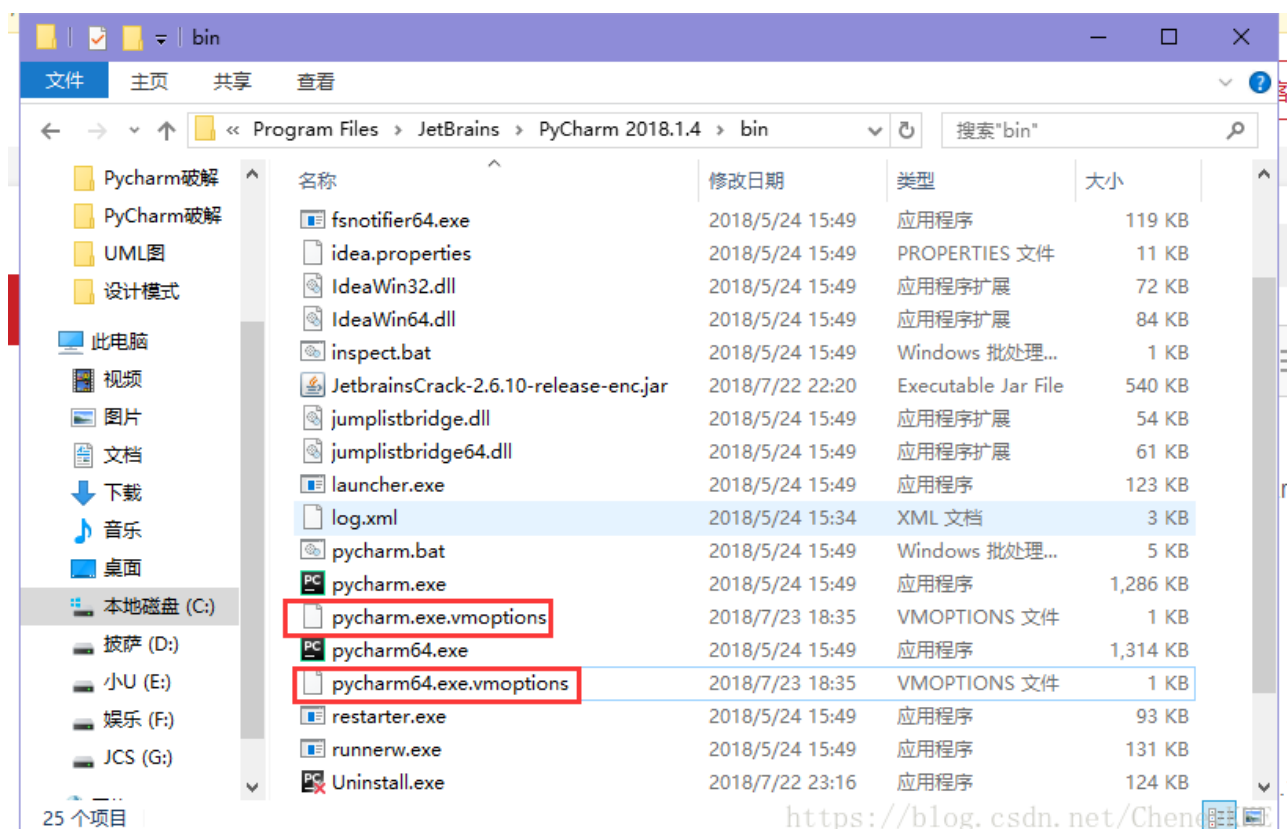 bin
文件 主页 共享 查看
« Program Files › JetBrains › PyCharm 2018.1.4 › bin 搜索"bin"
Pycharm破解
PyCharm破解
UML图
设计模式
此电脑
视频
图片
文档
下载
音乐
桌面
本地磁盘 (C:)
披萨 (D:)
小U (E:)
娱乐 (F:)
JCS (G:)
名称 修改日期 类型 大小
fsnotifier64.exe 2018/5/24 15:49 应用程序 119 KB
idea.properties 2018/5/24 15:49 PROPERTIES 文件 11 KB
IdeaWin32.dll 2018/5/24 15:49 应用程序扩展 72 KB
IdeaWin64.dll 2018/5/24 15:49 应用程序扩展 84 KB
inspect.bat 2018/5/24 15:49 Windows 批处理... 1 KB
JetbrainsCrack-2.6.10-release-enc.jar 2018/7/22 22:20 Executable Jar File 540 KB
jumplistbridge.dll 2018/5/24 15:49 应用程序扩展 54 KB
jumplistbridge64.dll 2018/5/24 15:49 应用程序扩展 61 KB
launcher.exe 2018/5/24 15:49 应用程序 123 KB
log.xml 2018/5/24 15:34 XML 文档 3 KB
pycharm.bat 2018/5/24 15:49 Windows 批处理... 5 KB
pycharm.exe 2018/5/24 15:49 应用程序 1,286 KB
pycharm.exe.vmoptions 2018/7/23 18:35 VMOPTIONS 文件 1 KB
pycharm64.exe 2018/5/24 15:49 应用程序 1,314 KB
pycharm64.exe.vmoptions 2018/7/23 18:35 VMOPTIONS 文件 1 KB
restarter.exe 2018/5/24 15:49 应用程序 93 KB
runnerw.exe 2018/5/24 15:49 应用程序 131 KB
Uninstall.exe 2018/7/22 23:16 应用程序 124 KB
25 个项目